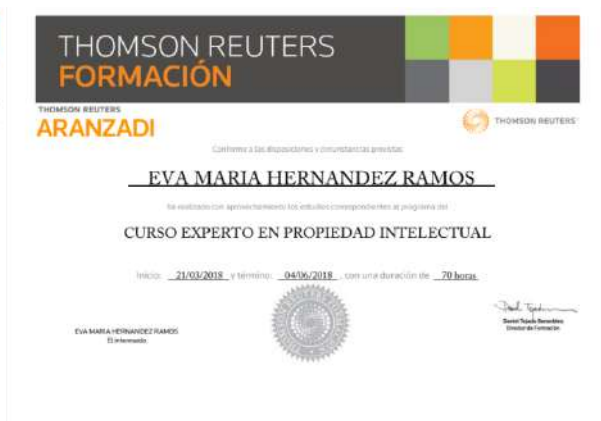 THOMSON REUTERS
FORMACIÓN
THOMSON REUTERS
ARANZADI
THOMSON REUTERS
Conforme a las disposiciones y circunstancias previstas
EVA MARIA HERNANDEZ RAMOS
ha realizado con aprovechamiento los estudios correspondientes al programa del
CURSO EXPERTO EN PROPIEDAD INTELECTUAL
Inicio: 21/03/2018 y término: 04/06/2018, con una duración de 70 horas
EVA MARIA HERNANDEZ RAMOS
El interesado
Director de Formación